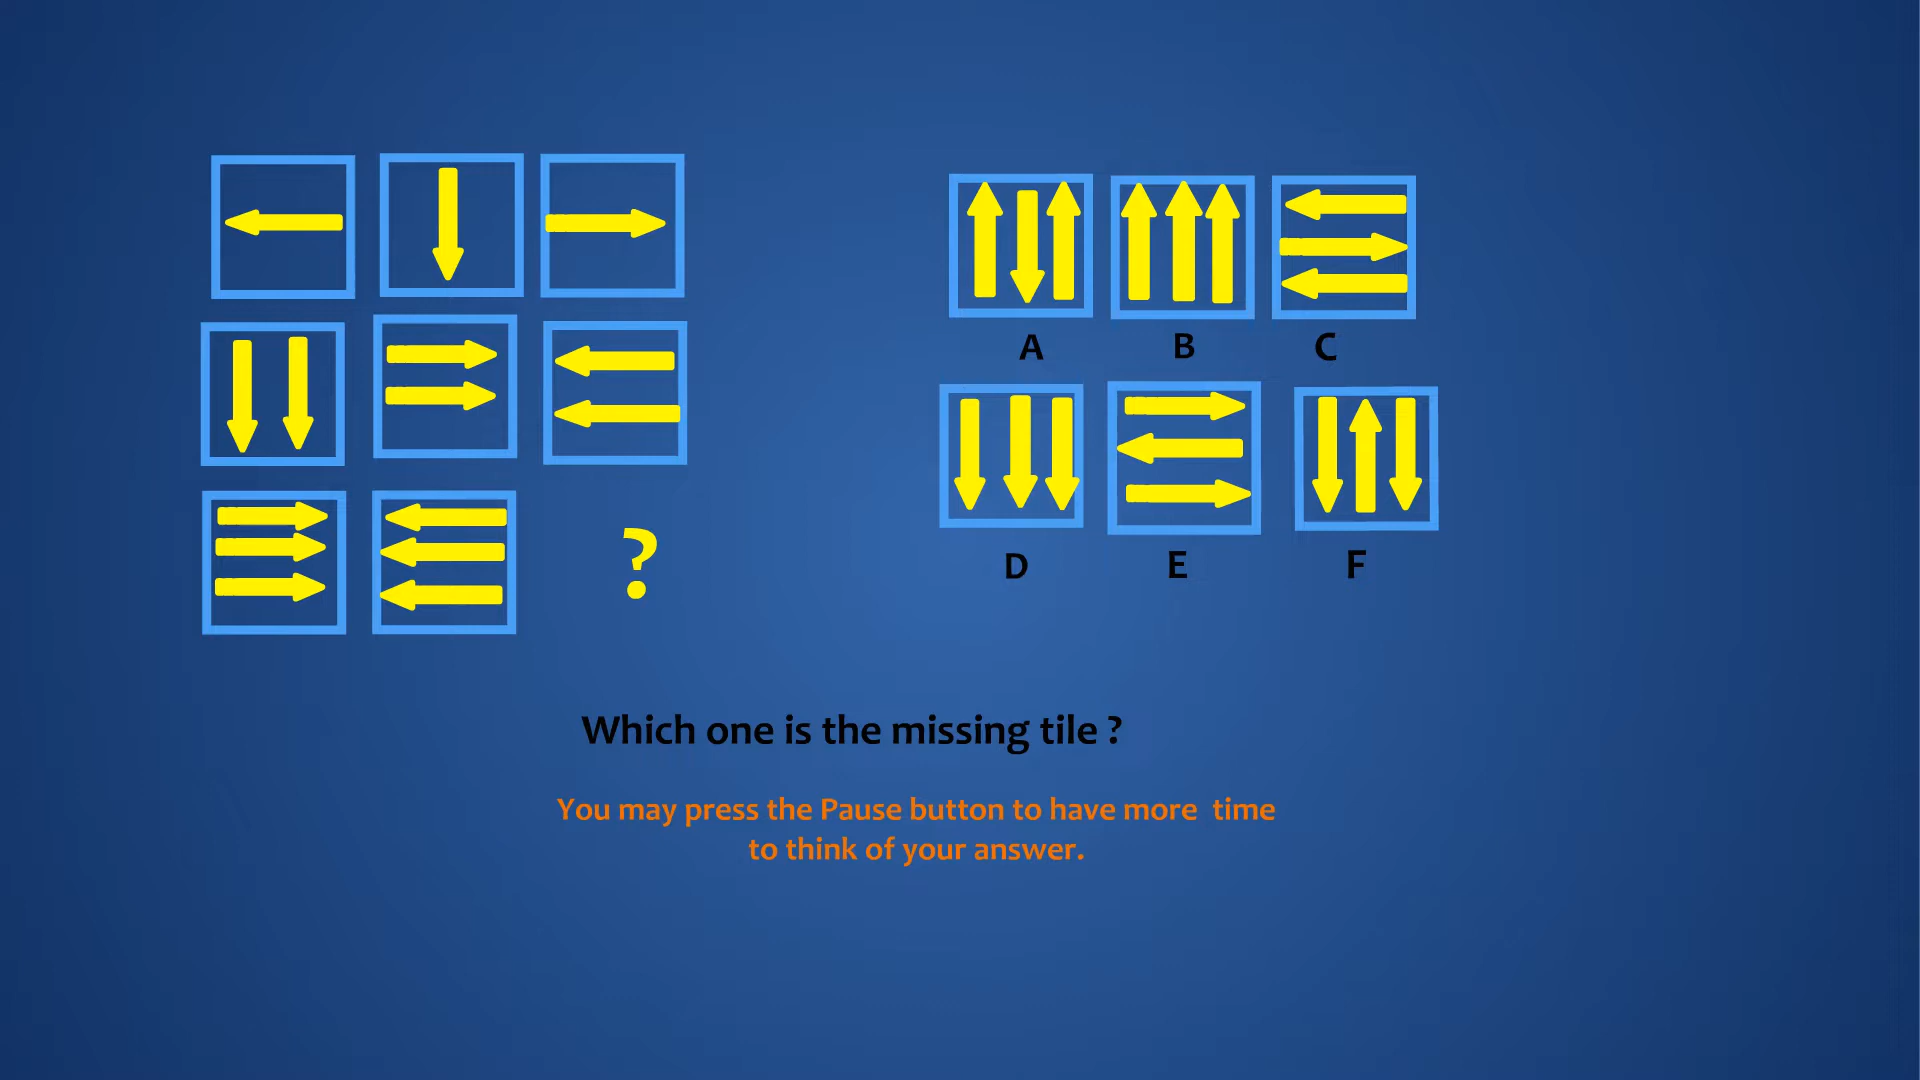 A B C
?
D E F
Which one is the missing tile ?
You may press the Pause button to have more time
to think of your answer.